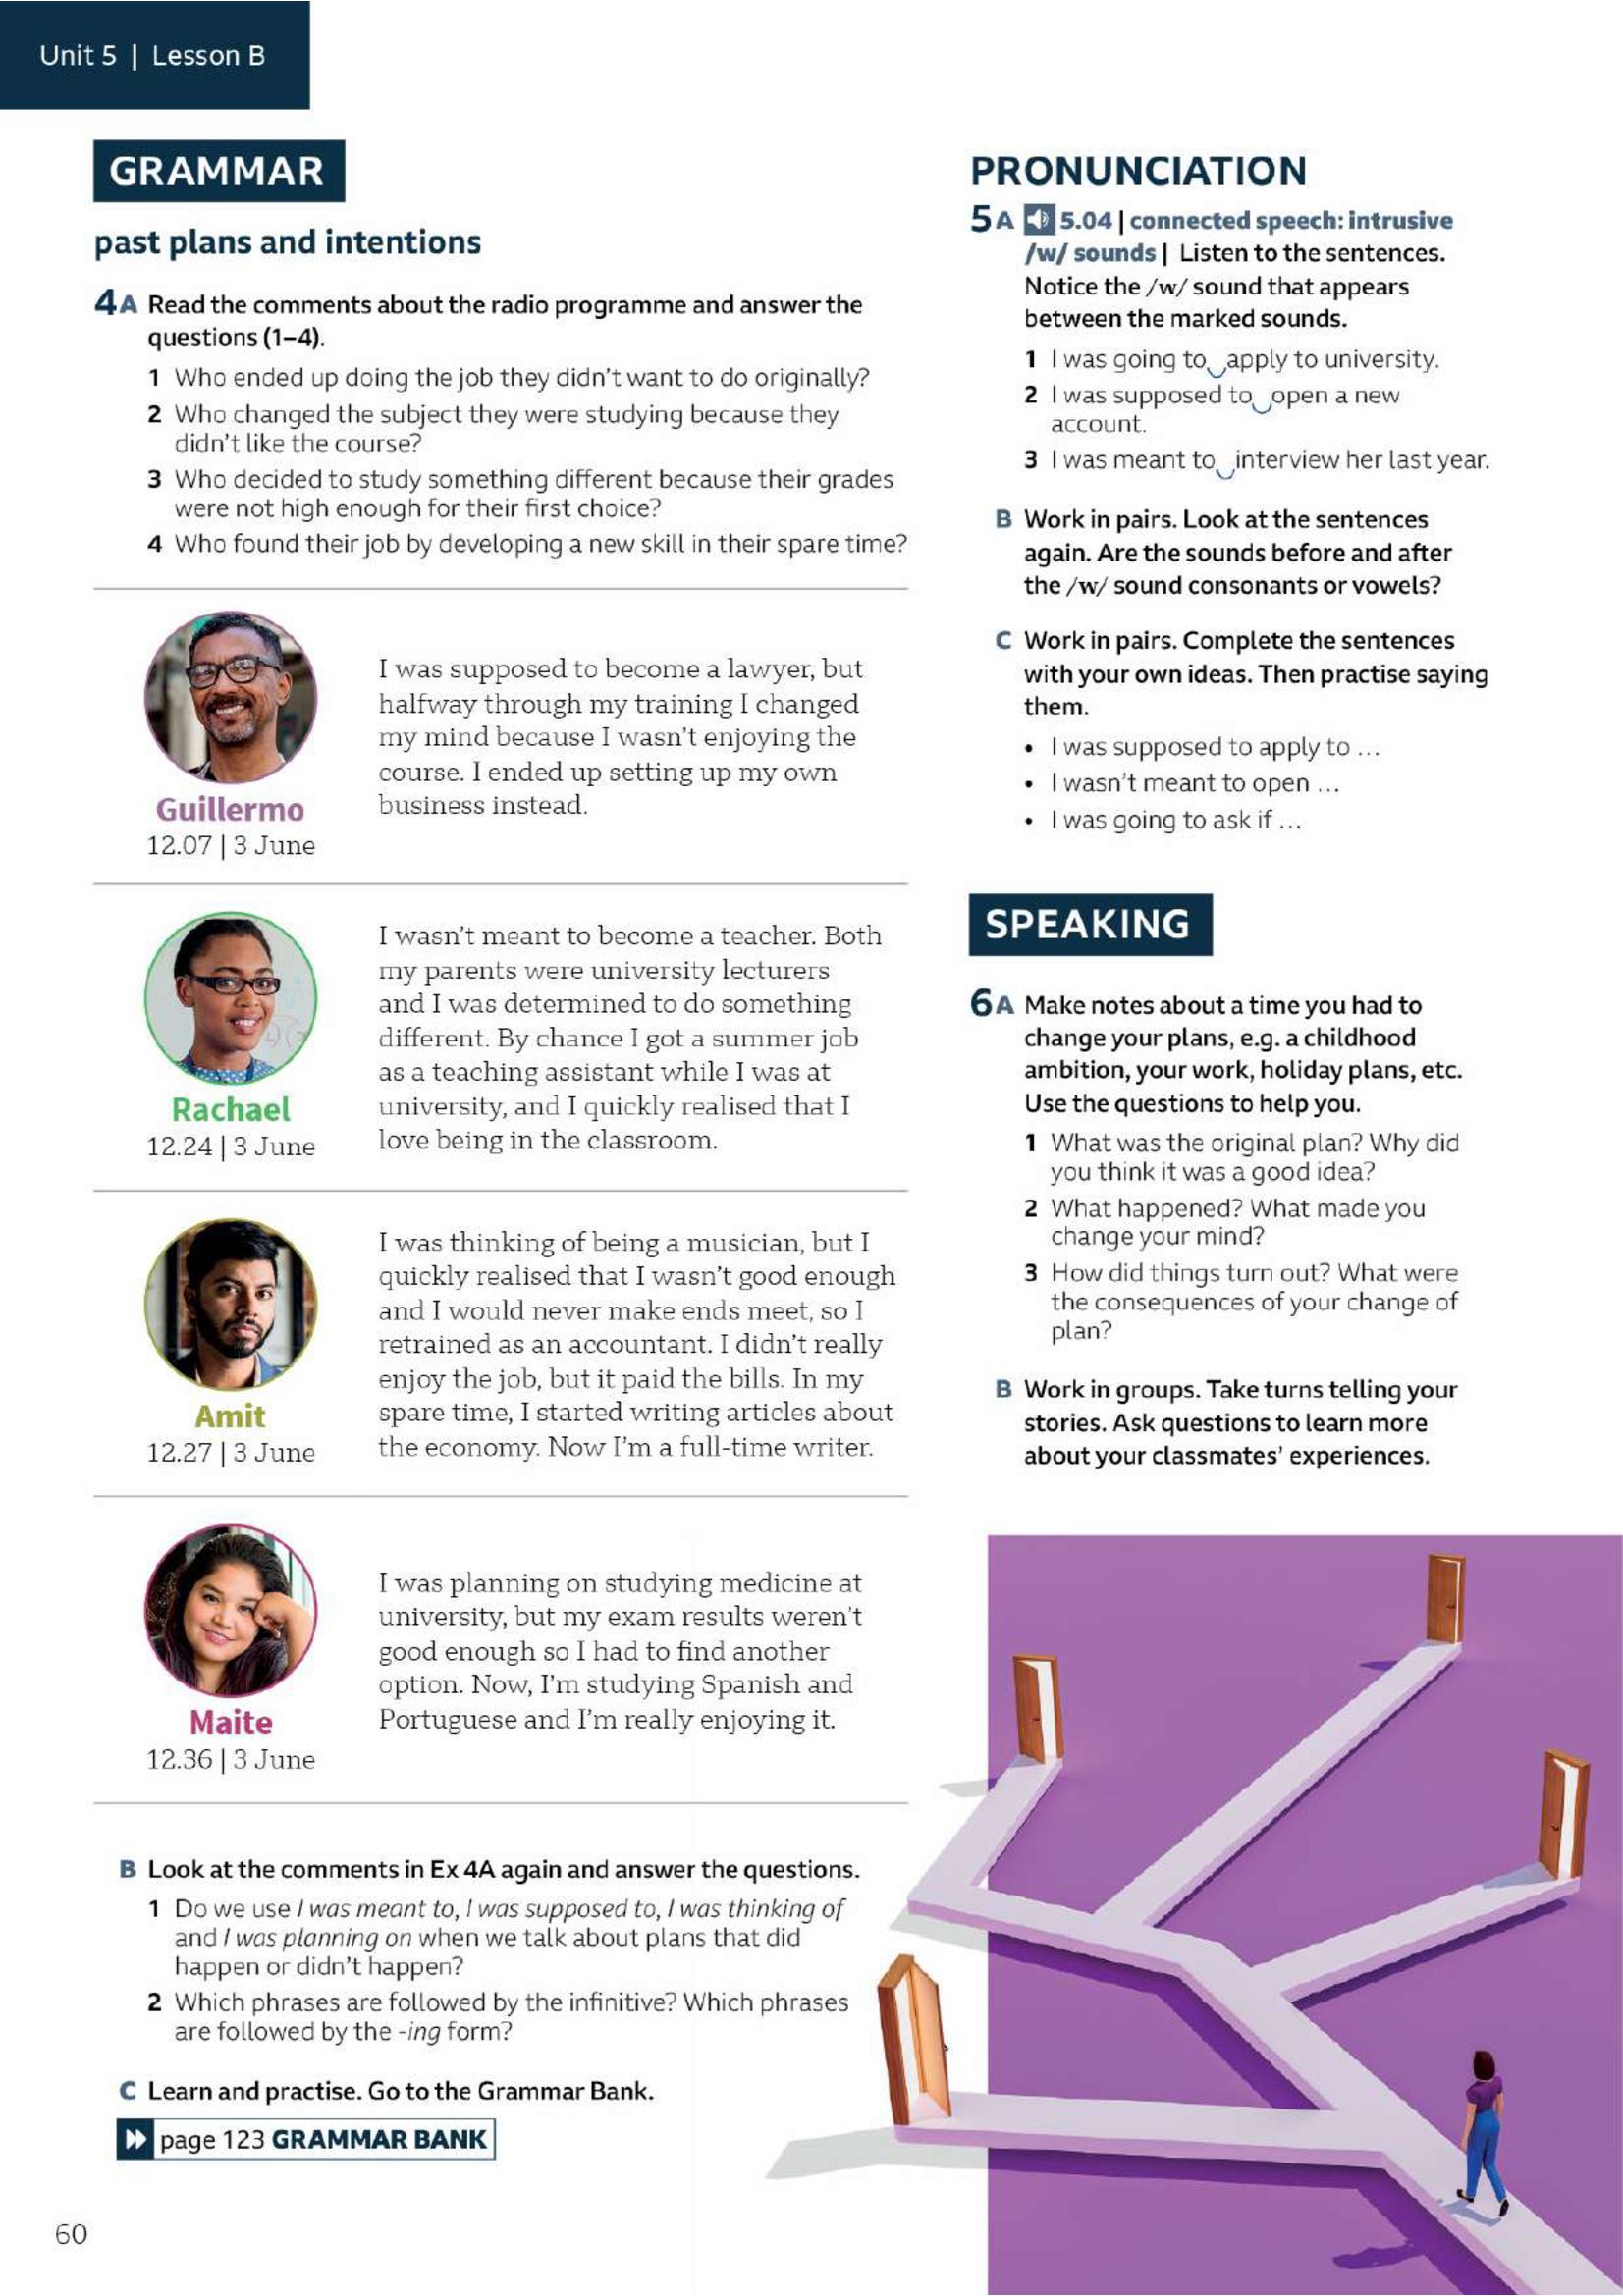 Unit 5 | Lesson B
GRAMMAR
past plans and intentions
4 A Read the comments about the radio programme and answer the
questions (1–4).
1 Who ended up doing the job they didn't want to do originally?
2 Who changed the subject they were studying because they
didn't like the course?
3 Who decided to study something different because their grades
were not high enough for their first choice?
4 Who found their job by developing a new skill in their spare time?
Guillermo
12.07 | 3 June
I was supposed to become a lawyer, but
halfway through my training I changed
my mind because I wasn't enjoying the
course. I ended up setting up my own
business instead.
Rachael
12.24 | 3 June
I wasn't meant to become a teacher. Both
my parents were university lecturers
and I was determined to do something
different. By chance I got a summer job
as a teaching assistant while I was at
university, and I quickly realised that I
love being in the classroom.
Amit
12.27 | 3 June
I was thinking of being a musician, but I
quickly realised that I wasn't good enough
and I would never make ends meet, so I
retrained as an accountant. I didn't really
enjoy the job, but it paid the bills. In my
spare time, I started writing articles about
the economy. Now I'm a full-time writer.
Maite
12.36 | 3 June
I was planning on studying medicine at
university, but my exam results weren't
good enough so I had to find another
option. Now, I'm studying Spanish and
Portuguese and I'm really enjoying it.
B Look at the comments in Ex 4A again and answer the questions.
1 Do we use I was meant to, I was supposed to, I was thinking of
and I was planning on when we talk about plans that did
happen or didn't happen?
2 Which phrases are followed by the infinitive? Which phrases
are followed by the -ing form?
C Learn and practise. Go to the Grammar Bank.
page 123 GRAMMAR BANK
60
PRONUNCIATION
5 A 5.04 | connected speech: intrusive
/w/ sounds | Listen to the sentences.
Notice the /w/ sound that appears
between the marked sounds.
1 I was going to‿apply to university.
2 I was supposed to‿open a new
account.
3 I was meant to‿interview her last year.
B Work in pairs. Look at the sentences
again. Are the sounds before and after
the /w/ sound consonants or vowels?
C Work in pairs. Complete the sentences
with your own ideas. Then practise saying
them.
• I was supposed to apply to …
• I wasn't meant to open …
• I was going to ask if …
SPEAKING
6 A Make notes about a time you had to
change your plans, e.g. a childhood
ambition, your work, holiday plans, etc.
Use the questions to help you.
1 What was the original plan? Why did
you think it was a good idea?
2 What happened? What made you
change your mind?
3 How did things turn out? What were
the consequences of your change of
plan?
B Work in groups. Take turns telling your
stories. Ask questions to learn more
about your classmates' experiences.